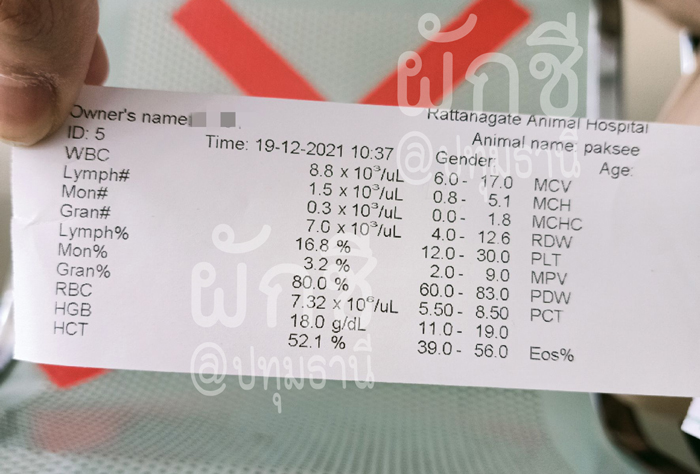 Owner's name: Rattanagate Animal Hospital
ID: 5 Time: 19-12-2021 10:37 Animal name: paksee
Gender: Age:
WBC 8.8 x 10³/uL 6.0 - 17.0 MCV
Lymph# 1.5 x 10³/uL 0.8 - 5.1 MCH
Mon# 0.3 x 10³/uL 0.0 - 1.8 MCHC
Gran# 7.0 x 10³/uL 4.0 - 12.6 RDW
Lymph% 16.8 % 12.0 - 30.0 PLT
Mon% 3.2 % 2.0 - 9.0 MPV
Gran% 80.0 % 60.0 - 83.0 PDW
RBC 7.32 x 10⁶/uL 5.50 - 8.50 PCT
HGB 18.0 g/dL 11.0 - 19.0
HCT 52.1 % 39.0 - 56.0 Eos%
ผักชี
@ปทุมธานี
ผักชี
@ปทุมธานี